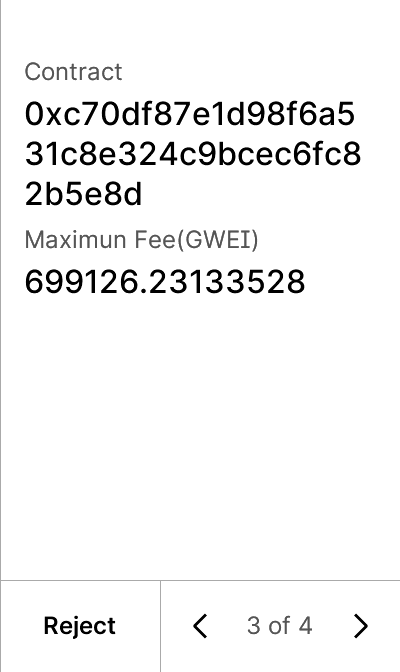 Contract
0xc70df87e1d98f6a5
31c8e324c9bcec6fc8
2b5e8d
Maximun Fee(GWEI)
699126.23133528
Reject
3 of 4